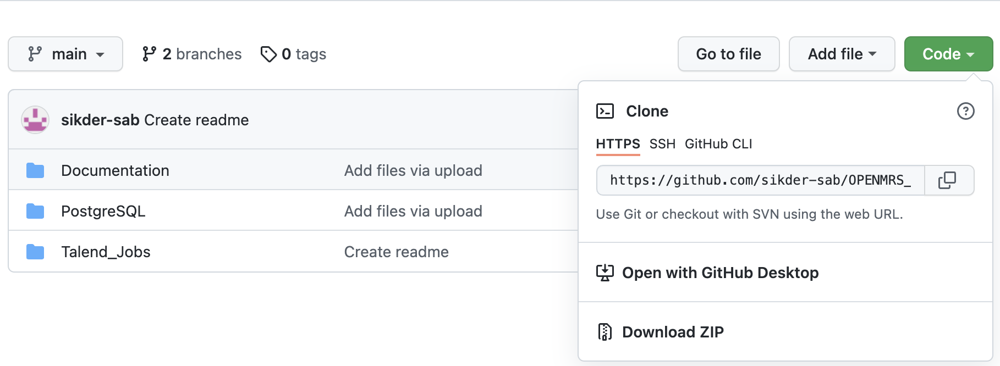 main
2 branches
0 tags
Go to file
Add file
Code
sikder-sab Create readme
Documentation Add files via upload
PostgreSQL Add files via upload
Talend_Jobs Create readme
Clone
HTTPS SSH GitHub CLI
https://github.com/sikder-sab/OPENMRS_
Use Git or checkout with SVN using the web URL.
Open with GitHub Desktop
Download ZIP